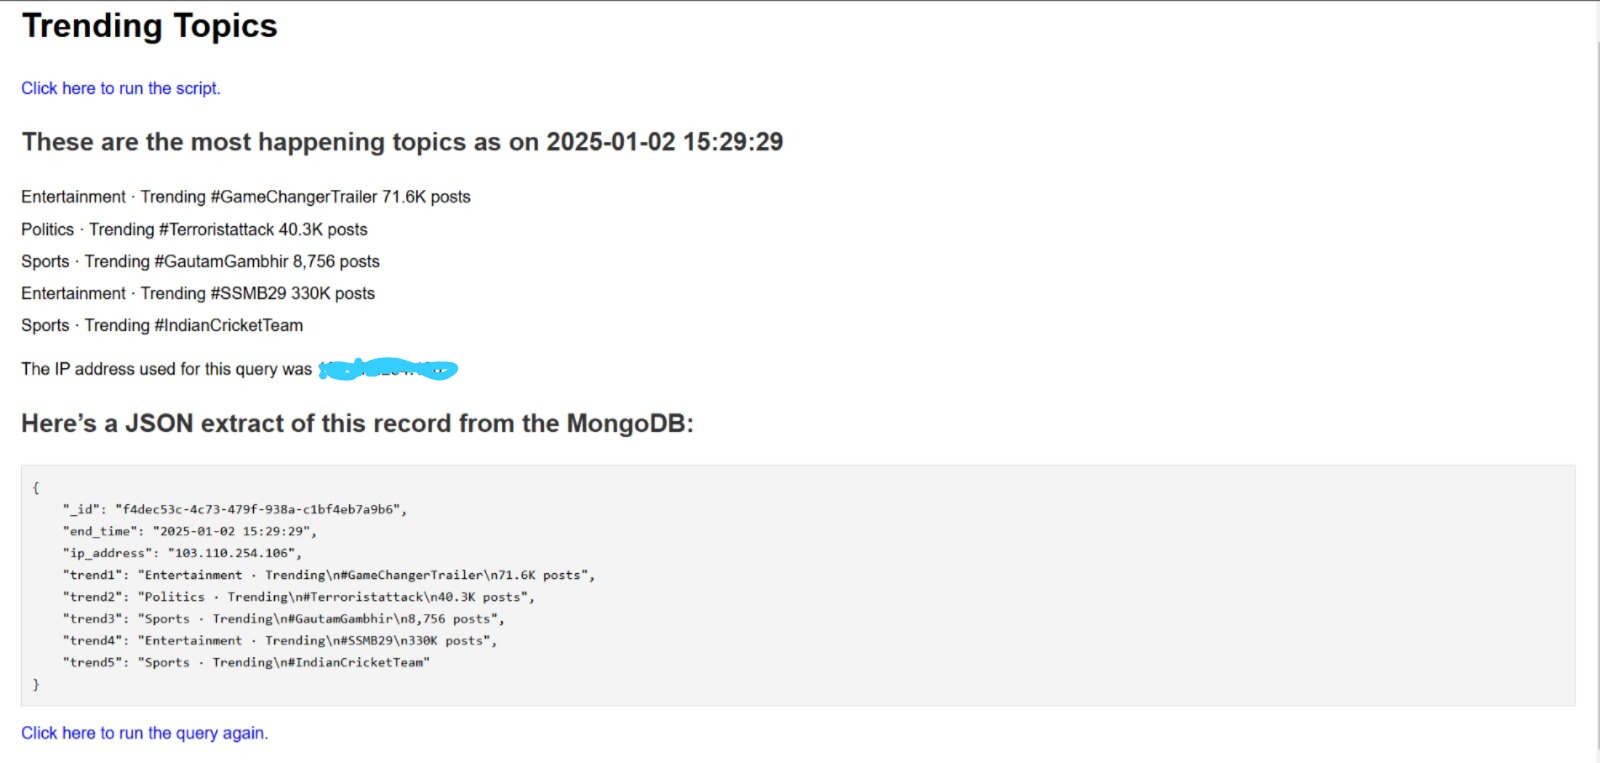 Trending Topics
Click here to run the script.
These are the most happening topics as on 2025-01-02 15:29:29
Entertainment · Trending #GameChangerTrailer 71.6K posts
Politics · Trending #Terroristattack 40.3K posts
Sports · Trending #GautamGambhir 8,756 posts
Entertainment · Trending #SSMB29 330K posts
Sports · Trending #IndianCricketTeam
The IP address used for this query was
Here’s a JSON extract of this record from the MongoDB:
{
    "_id": "f4dec53c-4c73-479f-938a-c1bf4eb7a9b6",
    "end_time": "2025-01-02 15:29:29",
    "ip_address": "103.110.254.106",
    "trend1": "Entertainment · Trending\n#GameChangerTrailer\n71.6K posts",
    "trend2": "Politics · Trending\n#Terroristattack\n40.3K posts",
    "trend3": "Sports · Trending\n#GautamGambhir\n8,756 posts",
    "trend4": "Entertainment · Trending\n#SSMB29\n330K posts",
    "trend5": "Sports · Trending\n#IndianCricketTeam"
}
Click here to run the query again.